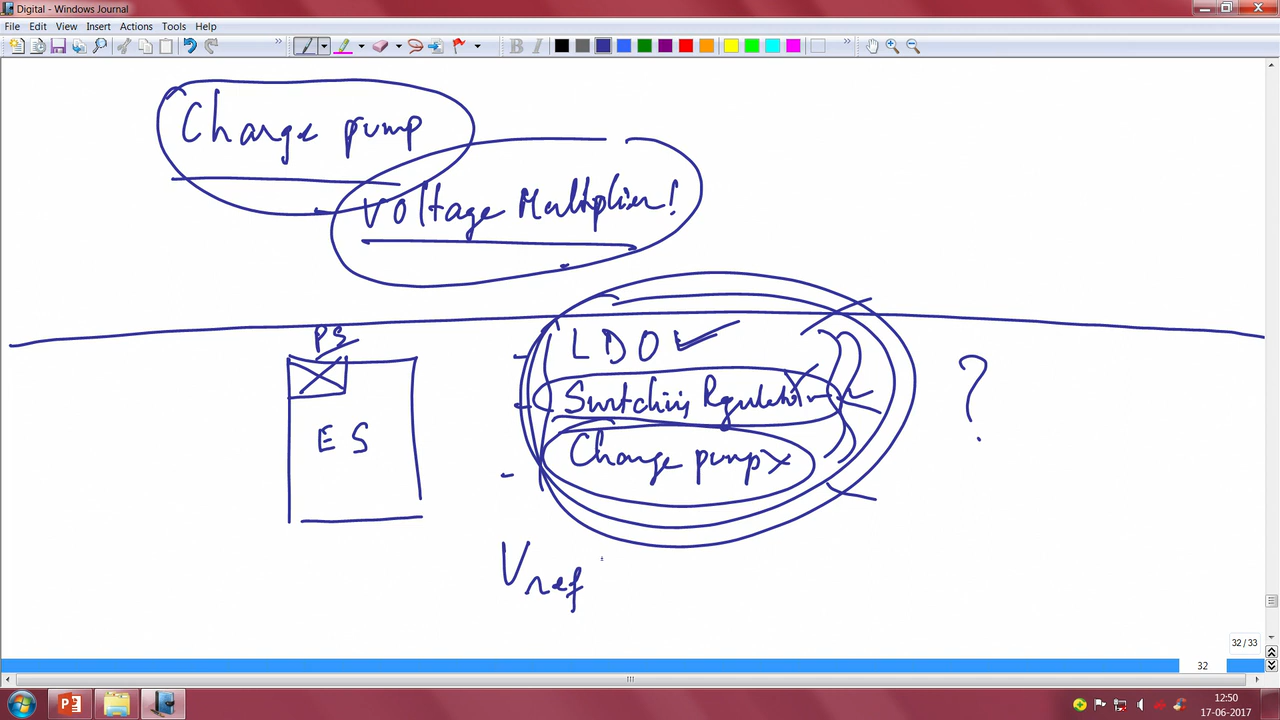 Digital - Windows Journal
File Edit View Insert Actions Tools Help
B I
Charge pump
Voltage Multiplier!
PS
LDO
Switching Regulator
ES
Charge pump
?
Vref
32 / 33
32
12:50
17-06-2017